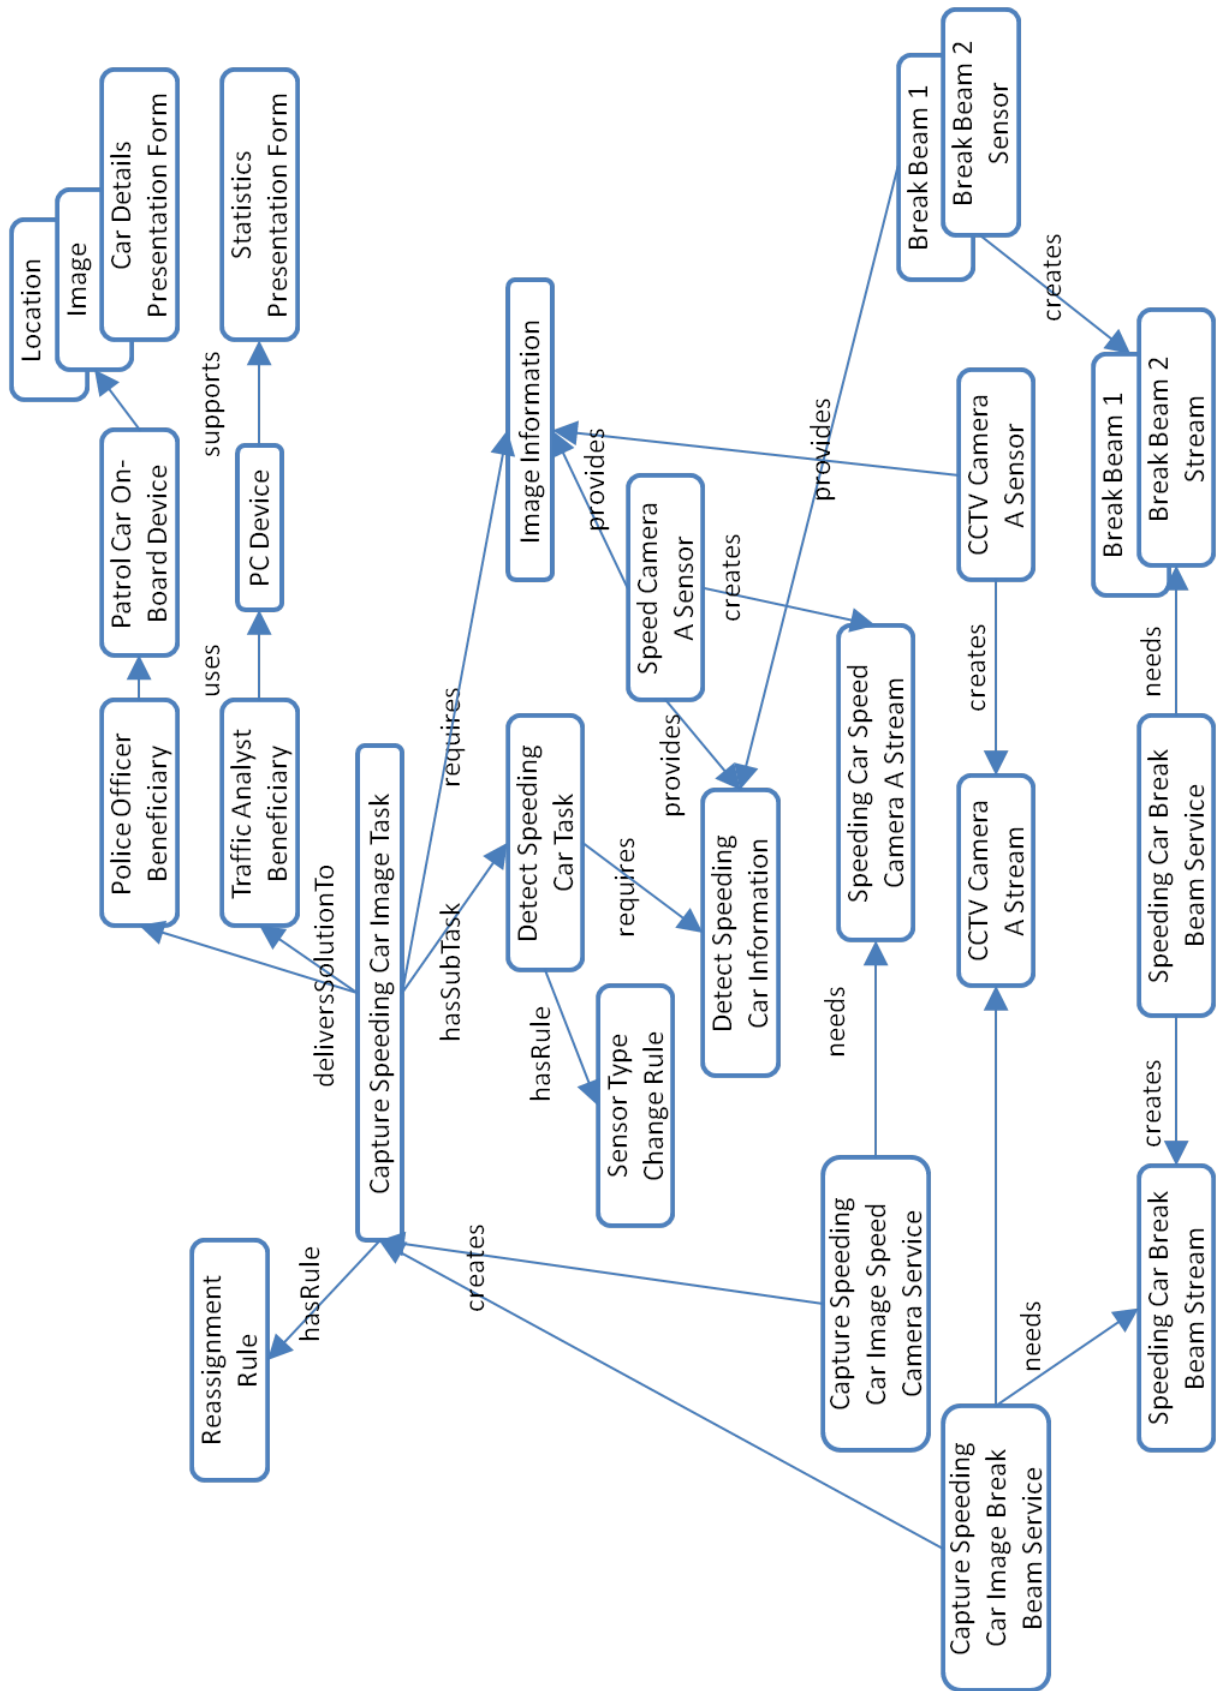 Location
Image
Car Details
Presentation Form
Statistics
Presentation Form
supports
Patrol Car On-
Board Device
PC Device
uses
Police Officer
Beneficiary
Traffic Analyst
Beneficiary
deliversSolutionTo
Capture Speeding Car Image Task
Reassignment
Rule
hasRule
requires
hasSubTask
creates
Image Information
provides
Detect Speeding
Car Task
hasRule
requires
Sensor Type
Change Rule
Speed Camera
A Sensor
provides
creates
Detect Speeding
Car Information
provides
Break Beam 1
Break Beam 2
Sensor
creates
Speeding Car Speed
Camera A Stream
needs
Capture Speeding
Car Image Speed
Camera Service
CCTV Camera
A Sensor
creates
CCTV Camera
A Stream
Capture Speeding
Car Image Break
Beam Service
needs
Break Beam 1
Break Beam 2
Stream
needs
Speeding Car Break
Beam Service
creates
Speeding Car Break
Beam Stream